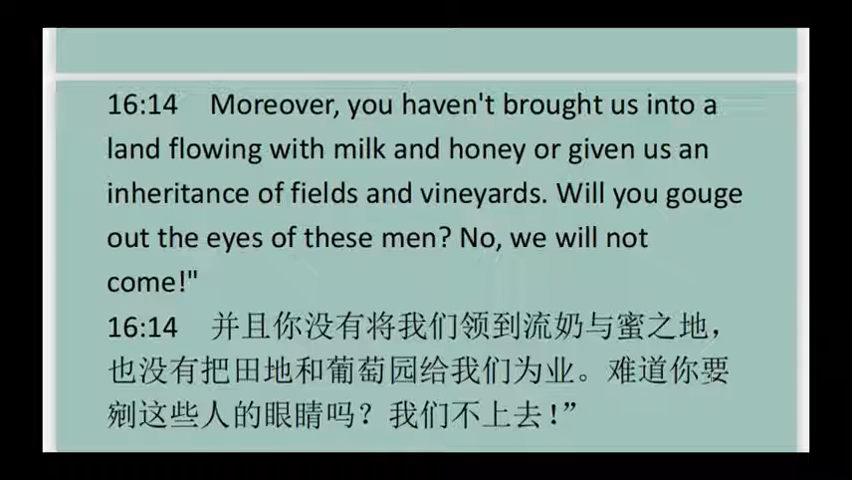 16:14 Moreover, you haven't brought us into a
land flowing with milk and honey or given us an
inheritance of fields and vineyards. Will you gouge
out the eyes of these men? No, we will not
come!"
16:14 并且你没有将我们领到流奶与蜜之地，
也没有把田地和葡萄园给我们为业。难道你要
剜这些人的眼睛吗？我们不上去！”